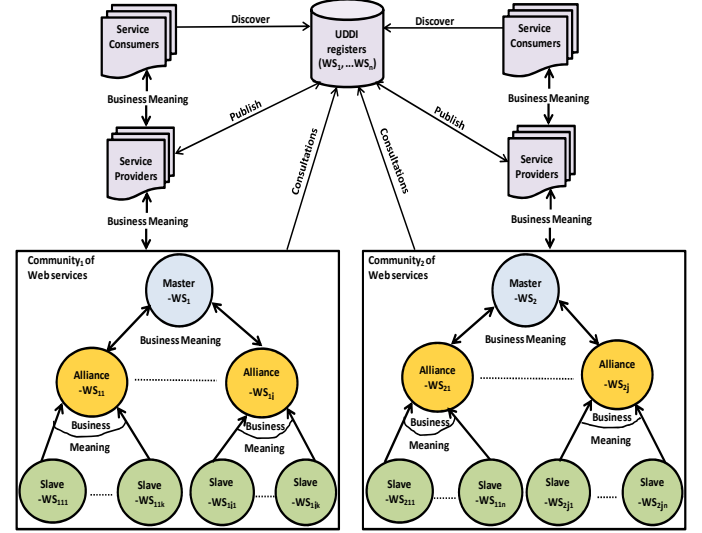 Service
Consumers
Discover
UDDI
registers
(WS1, ...WSn)
Discover
Service
Consumers
Business Meaning
Business Meaning
Publish
Publish
Consultations
Consultations
Service
Providers
Service
Providers
Business Meaning
Business Meaning
Community1 of
Web services
Master
-WS1
Business Meaning
Alliance
-WS11
Alliance
-WS1j
Business
Meaning
Business
Meaning
Slave
-WS111
Slave
-WS11k
Slave
-WS1j1
Slave
-WS1jk
Community2 of
Web services
Master
-WS2
Business Meaning
Alliance
-WS21
Alliance
-WS2j
Business
Meaning
Business
Meaning
Slave
-WS211
Slave
-WS11n
Slave
-WS2j1
Slave
-WS2jn